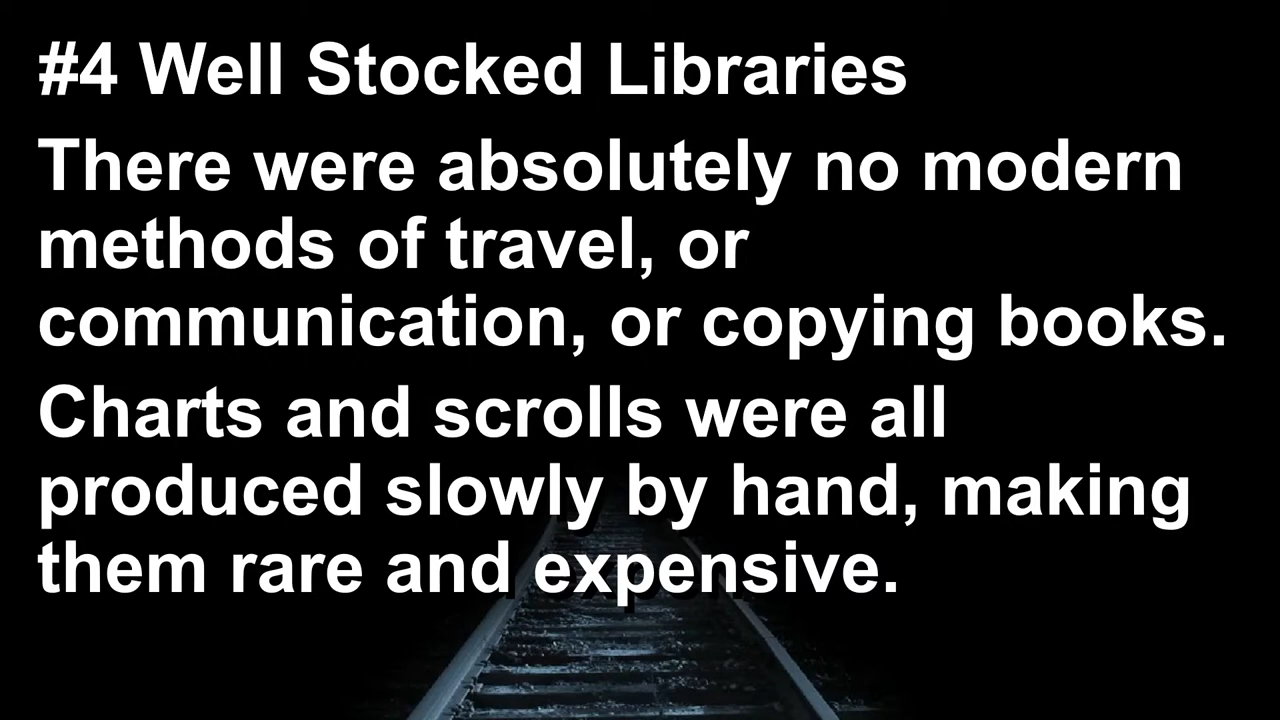 #4 Well Stocked Libraries
There were absolutely no modern
methods of travel, or
communication, or copying books.
Charts and scrolls were all
produced slowly by hand, making
them rare and expensive.